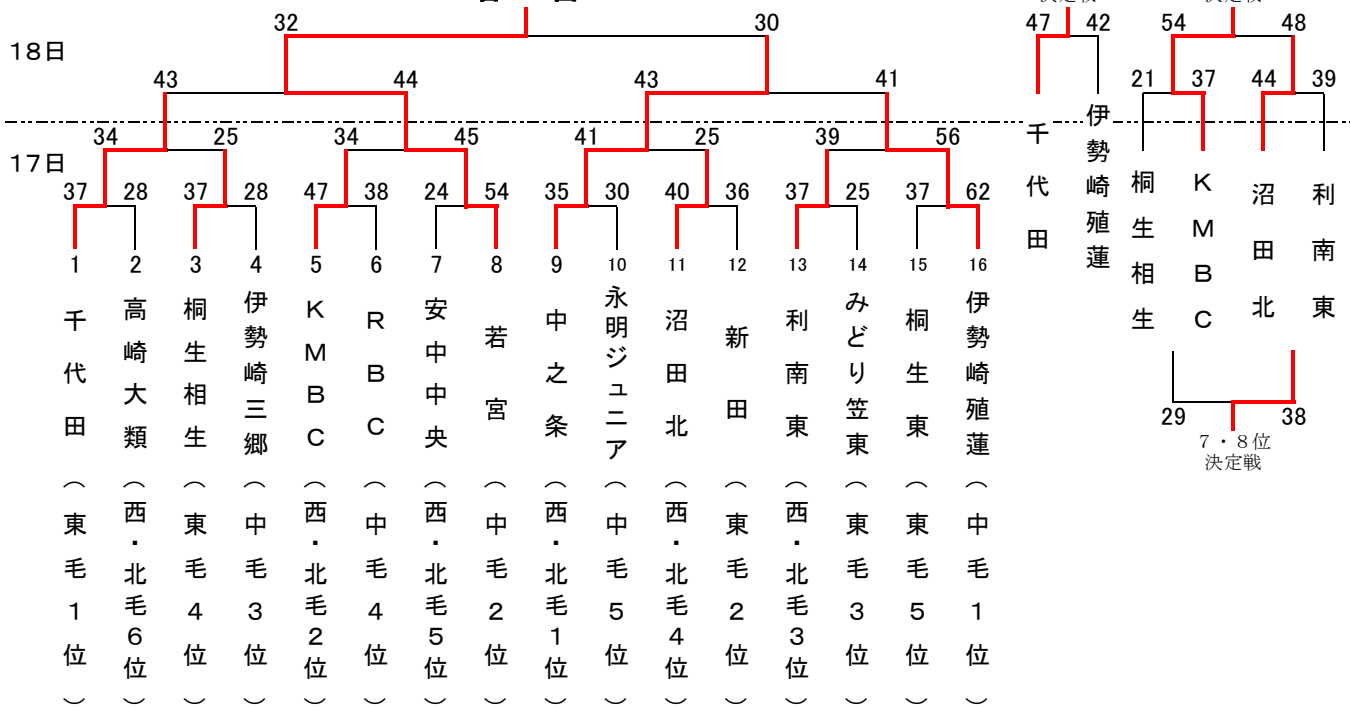 32 30 47 42 54 48
18日
43 44 43 41 21 37 44 39
34 25 34 45 41 25 39 56
17日
37 28 37 28 47 38 24 54 35 30 40 36 37 25 37 62
1 千代田（東毛1位）
2 高崎大類（西・北毛6位）
3 桐生相生（東毛4位）
4 伊勢崎三郷（中毛3位）
5 KMBC（西・北毛2位）
6 RBC（中毛4位）
7 安中中央（西・北毛5位）
8 若宮（中毛2位）
9 中之条（西・北毛1位）
10 永明ジュニア（中毛5位）
11 沼田北（西・北毛4位）
12 新田（東毛2位）
13 利南東（西・北毛3位）
14 みどり笠東（東毛3位）
15 桐生東（東毛5位）
16 伊勢崎殖蓮（中毛1位）
千代田
伊勢崎殖蓮
桐生相生
KMBC
沼田北
利南東
29 38
7・8位
決定戦